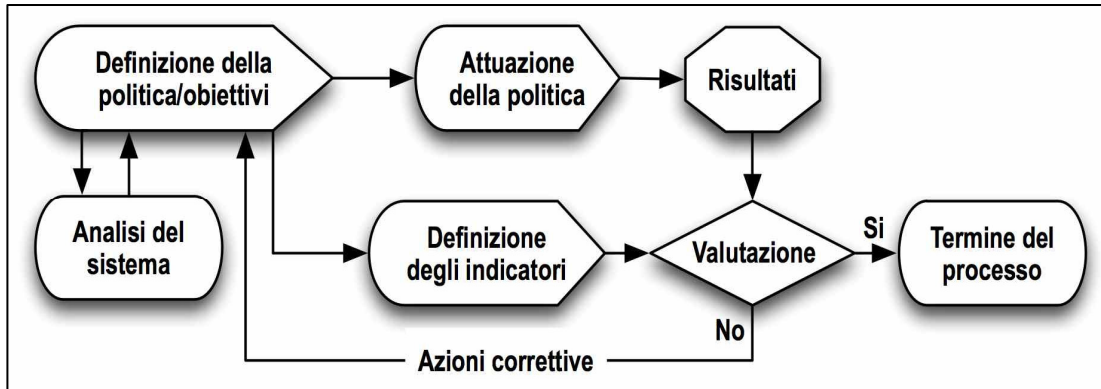 Definizione della
politica/obiettivi
Attuazione
della politica
Risultati
Analisi del
sistema
Definizione
degli indicatori
Valutazione
Si
Termine del
processo
No
Azioni correttive